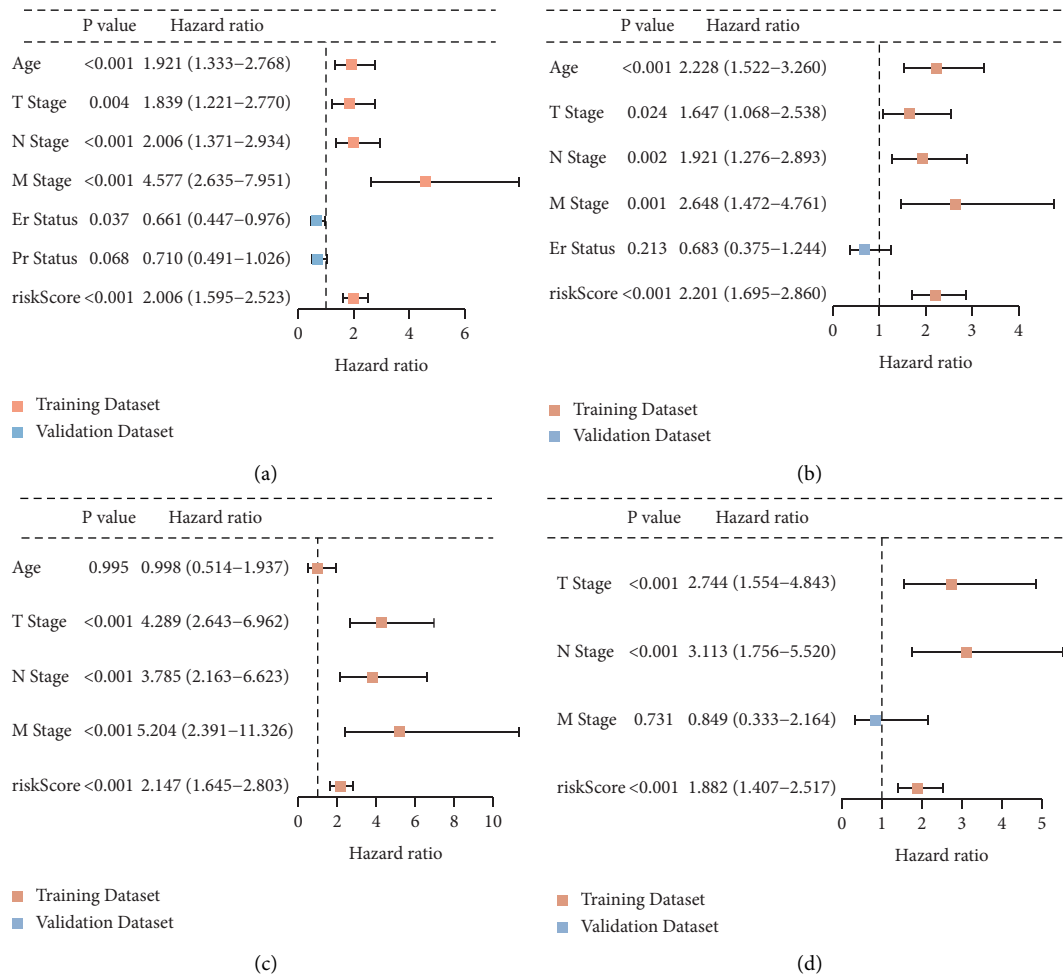 P value Hazard ratio
Age <0.001 1.921 (1.333−2.768)
T Stage 0.004 1.839 (1.221−2.770)
N Stage <0.001 2.006 (1.371−2.934)
M Stage <0.001 4.577 (2.635−7.951)
Er Status 0.037 0.661 (0.447−0.976)
Pr Status 0.068 0.710 (0.491−1.026)
riskScore <0.001 2.006 (1.595−2.523)
0 2 4 6
Hazard ratio
Training Dataset
Validation Dataset
(a)
P value Hazard ratio
Age <0.001 2.228 (1.522−3.260)
T Stage 0.024 1.647 (1.068−2.538)
N Stage 0.002 1.921 (1.276−2.893)
M Stage 0.001 2.648 (1.472−4.761)
Er Status 0.213 0.683 (0.375−1.244)
riskScore <0.001 2.201 (1.695−2.860)
0 1 2 3 4
Hazard ratio
Training Dataset
Validation Dataset
(b)
P value Hazard ratio
Age 0.995 0.998 (0.514−1.937)
T Stage <0.001 4.289 (2.643−6.962)
N Stage <0.001 3.785 (2.163−6.623)
M Stage <0.001 5.204 (2.391−11.326)
riskScore <0.001 2.147 (1.645−2.803)
0 2 4 6 8 10
Hazard ratio
Training Dataset
Validation Dataset
(c)
P value Hazard ratio
T Stage <0.001 2.744 (1.554−4.843)
N Stage <0.001 3.113 (1.756−5.520)
M Stage 0.731 0.849 (0.333−2.164)
riskScore <0.001 1.882 (1.407−2.517)
0 1 2 3 4 5
Hazard ratio
Training Dataset
Validation Dataset
(d)